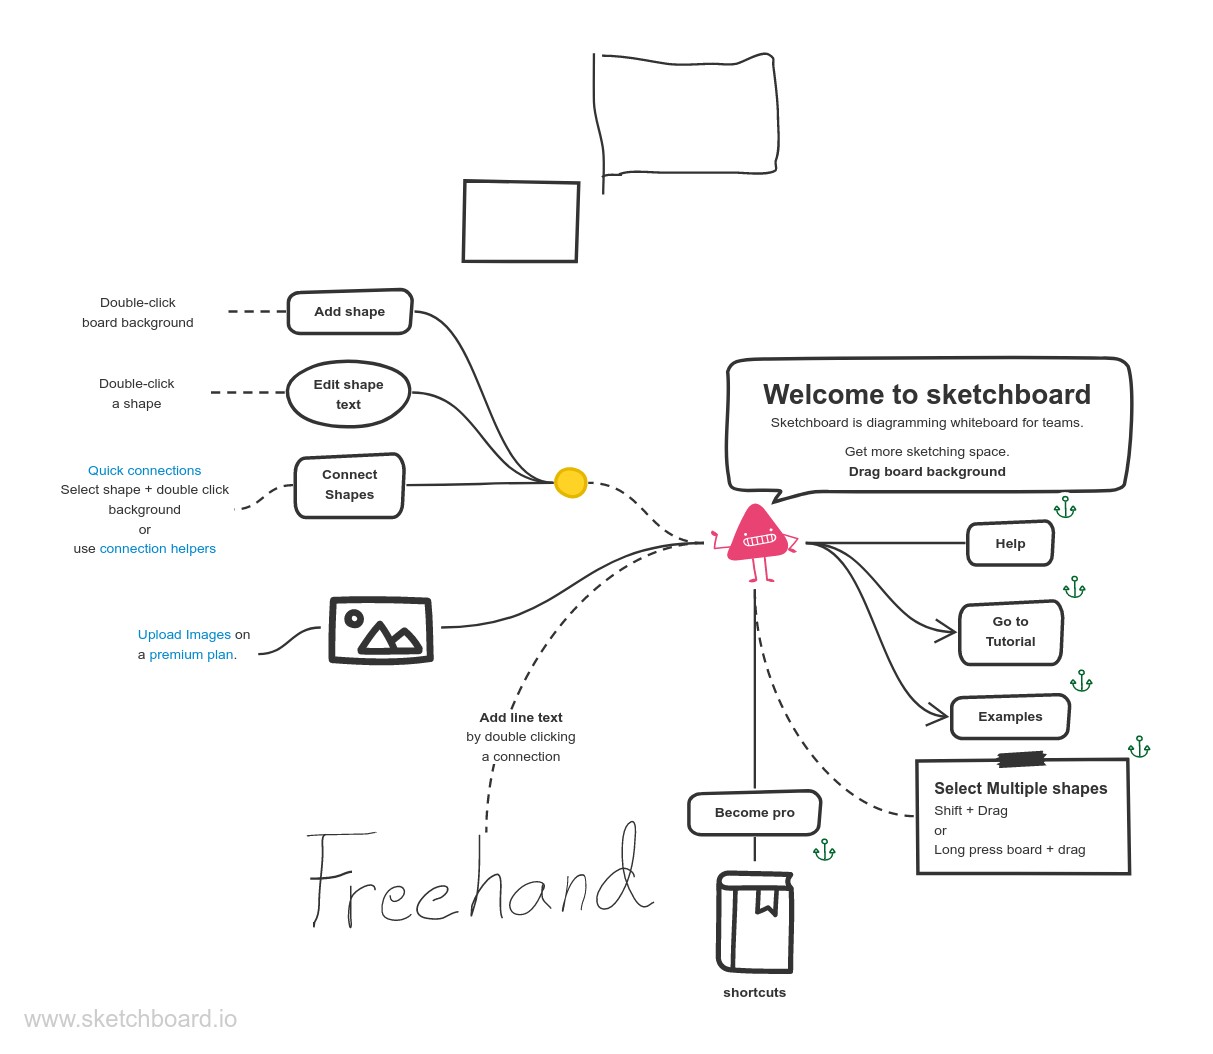 Double-click
board background
Add shape
Double-click
a shape
Edit shape
text
Quick connections
Select shape + double click
background
or
use connection helpers
Connect
Shapes
Upload Images on
a premium plan.
Add line text
by double clicking
a connection
Freehand
Welcome to sketchboard
Sketchboard is diagramming whiteboard for teams.
Get more sketching space.
Drag board background
Help
Go to
Tutorial
Examples
Select Multiple shapes
Shift + Drag
or
Long press board + drag
Become pro
shortcuts
www.sketchboard.io